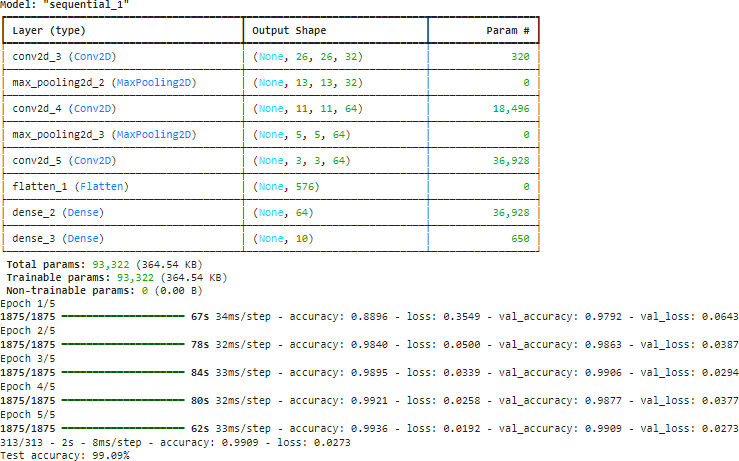 Model: "sequential_1"
Layer (type) Output Shape Param #
conv2d_3 (Conv2D) (None, 26, 26, 32) 320
max_pooling2d_2 (MaxPooling2D) (None, 13, 13, 32) 0
conv2d_4 (Conv2D) (None, 11, 11, 64) 18,496
max_pooling2d_3 (MaxPooling2D) (None, 5, 5, 64) 0
conv2d_5 (Conv2D) (None, 3, 3, 64) 36,928
flatten_1 (Flatten) (None, 576) 0
dense_2 (Dense) (None, 64) 36,928
dense_3 (Dense) (None, 10) 650
Total params: 93,322 (364.54 KB)
Trainable params: 93,322 (364.54 KB)
Non-trainable params: 0 (0.00 B)
Epoch 1/5
1875/1875 67s 34ms/step - accuracy: 0.8896 - loss: 0.3549 - val_accuracy: 0.9792 - val_loss: 0.0643
Epoch 2/5
1875/1875 78s 32ms/step - accuracy: 0.9840 - loss: 0.0500 - val_accuracy: 0.9863 - val_loss: 0.0387
Epoch 3/5
1875/1875 84s 33ms/step - accuracy: 0.9895 - loss: 0.0339 - val_accuracy: 0.9906 - val_loss: 0.0294
Epoch 4/5
1875/1875 80s 32ms/step - accuracy: 0.9921 - loss: 0.0258 - val_accuracy: 0.9877 - val_loss: 0.0377
Epoch 5/5
1875/1875 62s 33ms/step - accuracy: 0.9936 - loss: 0.0192 - val_accuracy: 0.9909 - val_loss: 0.0273
313/313 - 2s - 8ms/step - accuracy: 0.9909 - loss: 0.0273
Test accuracy: 99.09%